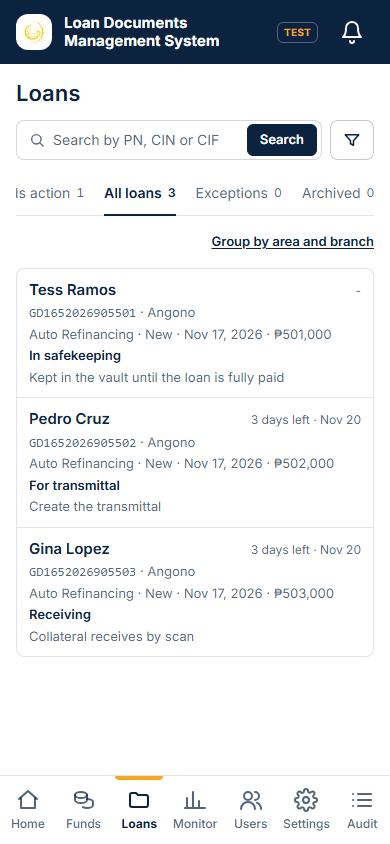 Loan Documents
Management System
TEST
Loans
Search by PN, CIN or CIF
Search
ls action 1
All loans 3
Exceptions 0
Archived 0
Group by area and branch
Tess Ramos
-
GD1652026905501 · Angono
Auto Refinancing · New · Nov 17, 2026 · ₱501,000
In safekeeping
Kept in the vault until the loan is fully paid
Pedro Cruz
3 days left · Nov 20
GD1652026905502 · Angono
Auto Refinancing · New · Nov 17, 2026 · ₱502,000
For transmittal
Create the transmittal
Gina Lopez
3 days left · Nov 20
GD1652026905503 · Angono
Auto Refinancing · New · Nov 17, 2026 · ₱503,000
Receiving
Collateral receives by scan
Home
Funds
Loans
Monitor
Users
Settings
Audit